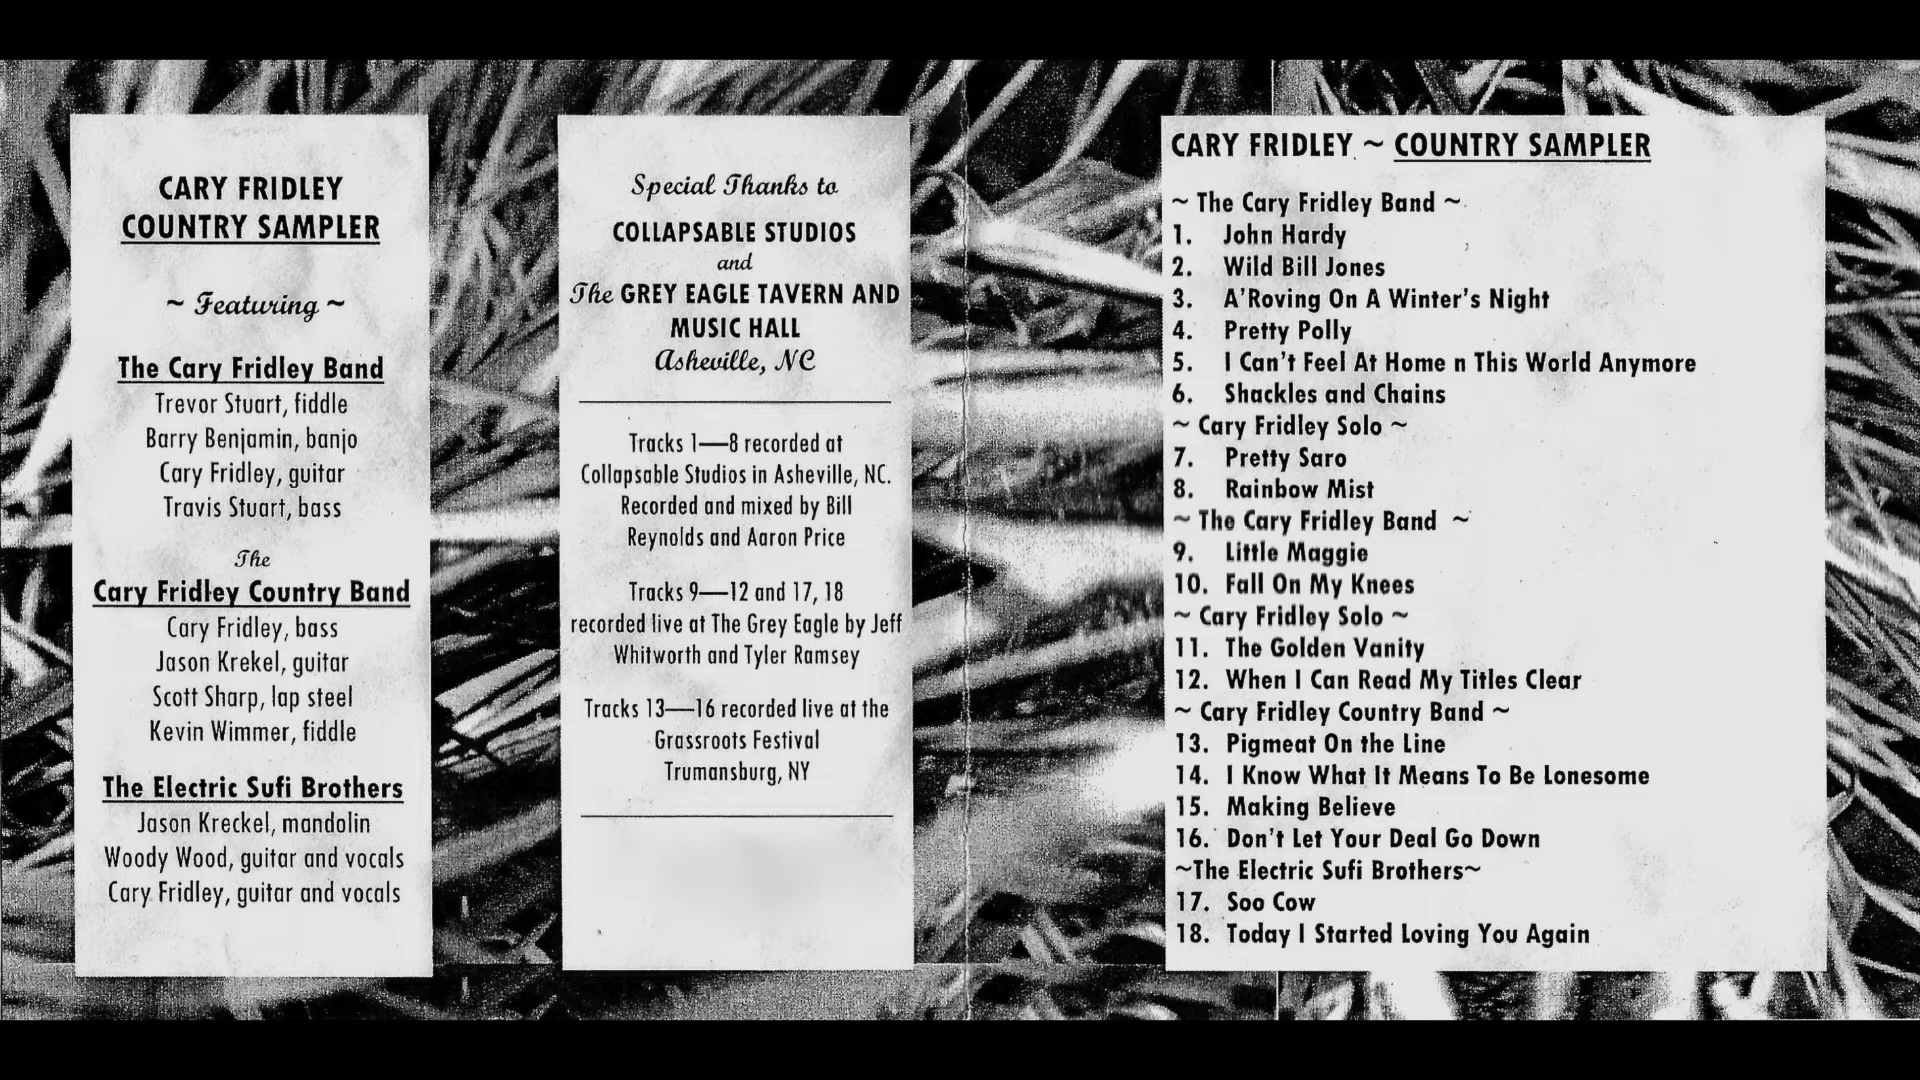 CARY FRIDLEY
COUNTRY SAMPLER
~ Featuring ~
The Cary Fridley Band
Trevor Stuart, fiddle
Barry Benjamin, banjo
Cary Fridley, guitar
Travis Stuart, bass
The
Cary Fridley Country Band
Cary Fridley, bass
Jason Krekel, guitar
Scott Sharp, lap steel
Kevin Wimmer, fiddle
The Electric Sufi Brothers
Jason Kreckel, mandolin
Woody Wood, guitar and vocals
Cary Fridley, guitar and vocals
Special Thanks to
COLLAPSABLE STUDIOS
and
The GREY EAGLE TAVERN AND
MUSIC HALL
Asheville, NC
Tracks 1—8 recorded at
Collapsable Studios in Asheville, NC.
Recorded and mixed by Bill
Reynolds and Aaron Price
Tracks 9—12 and 17, 18
recorded live at The Grey Eagle by Jeff
Whitworth and Tyler Ramsey
Tracks 13—16 recorded live at the
Grassroots Festival
Trumansburg, NY
CARY FRIDLEY ~ COUNTRY SAMPLER
~ The Cary Fridley Band ~
1. John Hardy
2. Wild Bill Jones
3. A'Roving On A Winter's Night
4. Pretty Polly
5. I Can't Feel At Home n This World Anymore
6. Shackles and Chains
~ Cary Fridley Solo ~
7. Pretty Saro
8. Rainbow Mist
~ The Cary Fridley Band ~
9. Little Maggie
10. Fall On My Knees
~ Cary Fridley Solo ~
11. The Golden Vanity
12. When I Can Read My Titles Clear
~ Cary Fridley Country Band ~
13. Pigmeat On the Line
14. I Know What It Means To Be Lonesome
15. Making Believe
16. Don't Let Your Deal Go Down
~The Electric Sufi Brothers~
17. Soo Cow
18. Today I Started Loving You Again